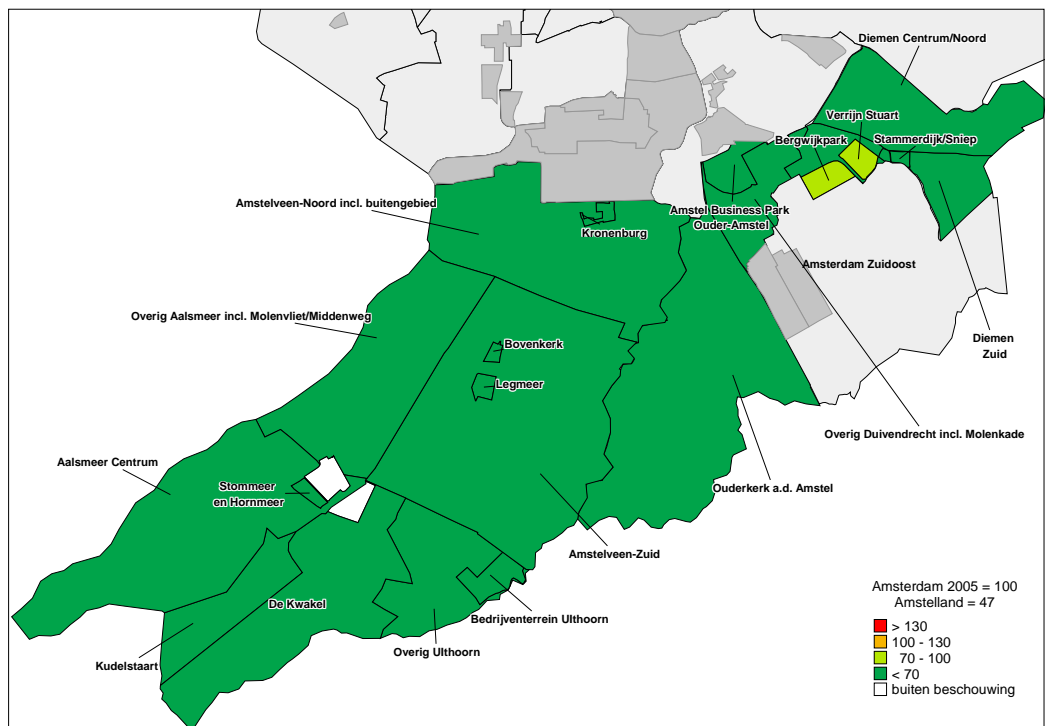 Diemen Centrum/Noord
Verrijn Stuart
Bergwijkpark
Stammerdijk/Sniep
Amstelveen-Noord incl. buitengebied
Amstel Business Park
Ouder-Amstel
Kronenburg
Amsterdam Zuidoost
Overig Aalsmeer incl. Molenvliet/Middenweg
Bovenkerk
Diemen
Zuid
Legmeer
Overig Duivendrecht incl. Molenkade
Aalsmeer Centrum
Stommeer
en Hornmeer
Ouderkerk a.d. Amstel
Amstelveen-Zuid
De Kwakel
Bedrijventerrein UIthoorn
Overig UIthoorn
Kudelstaart
Amsterdam 2005 = 100
Amstelland = 47
> 130
100 - 130
70 - 100
< 70
buiten beschouwing